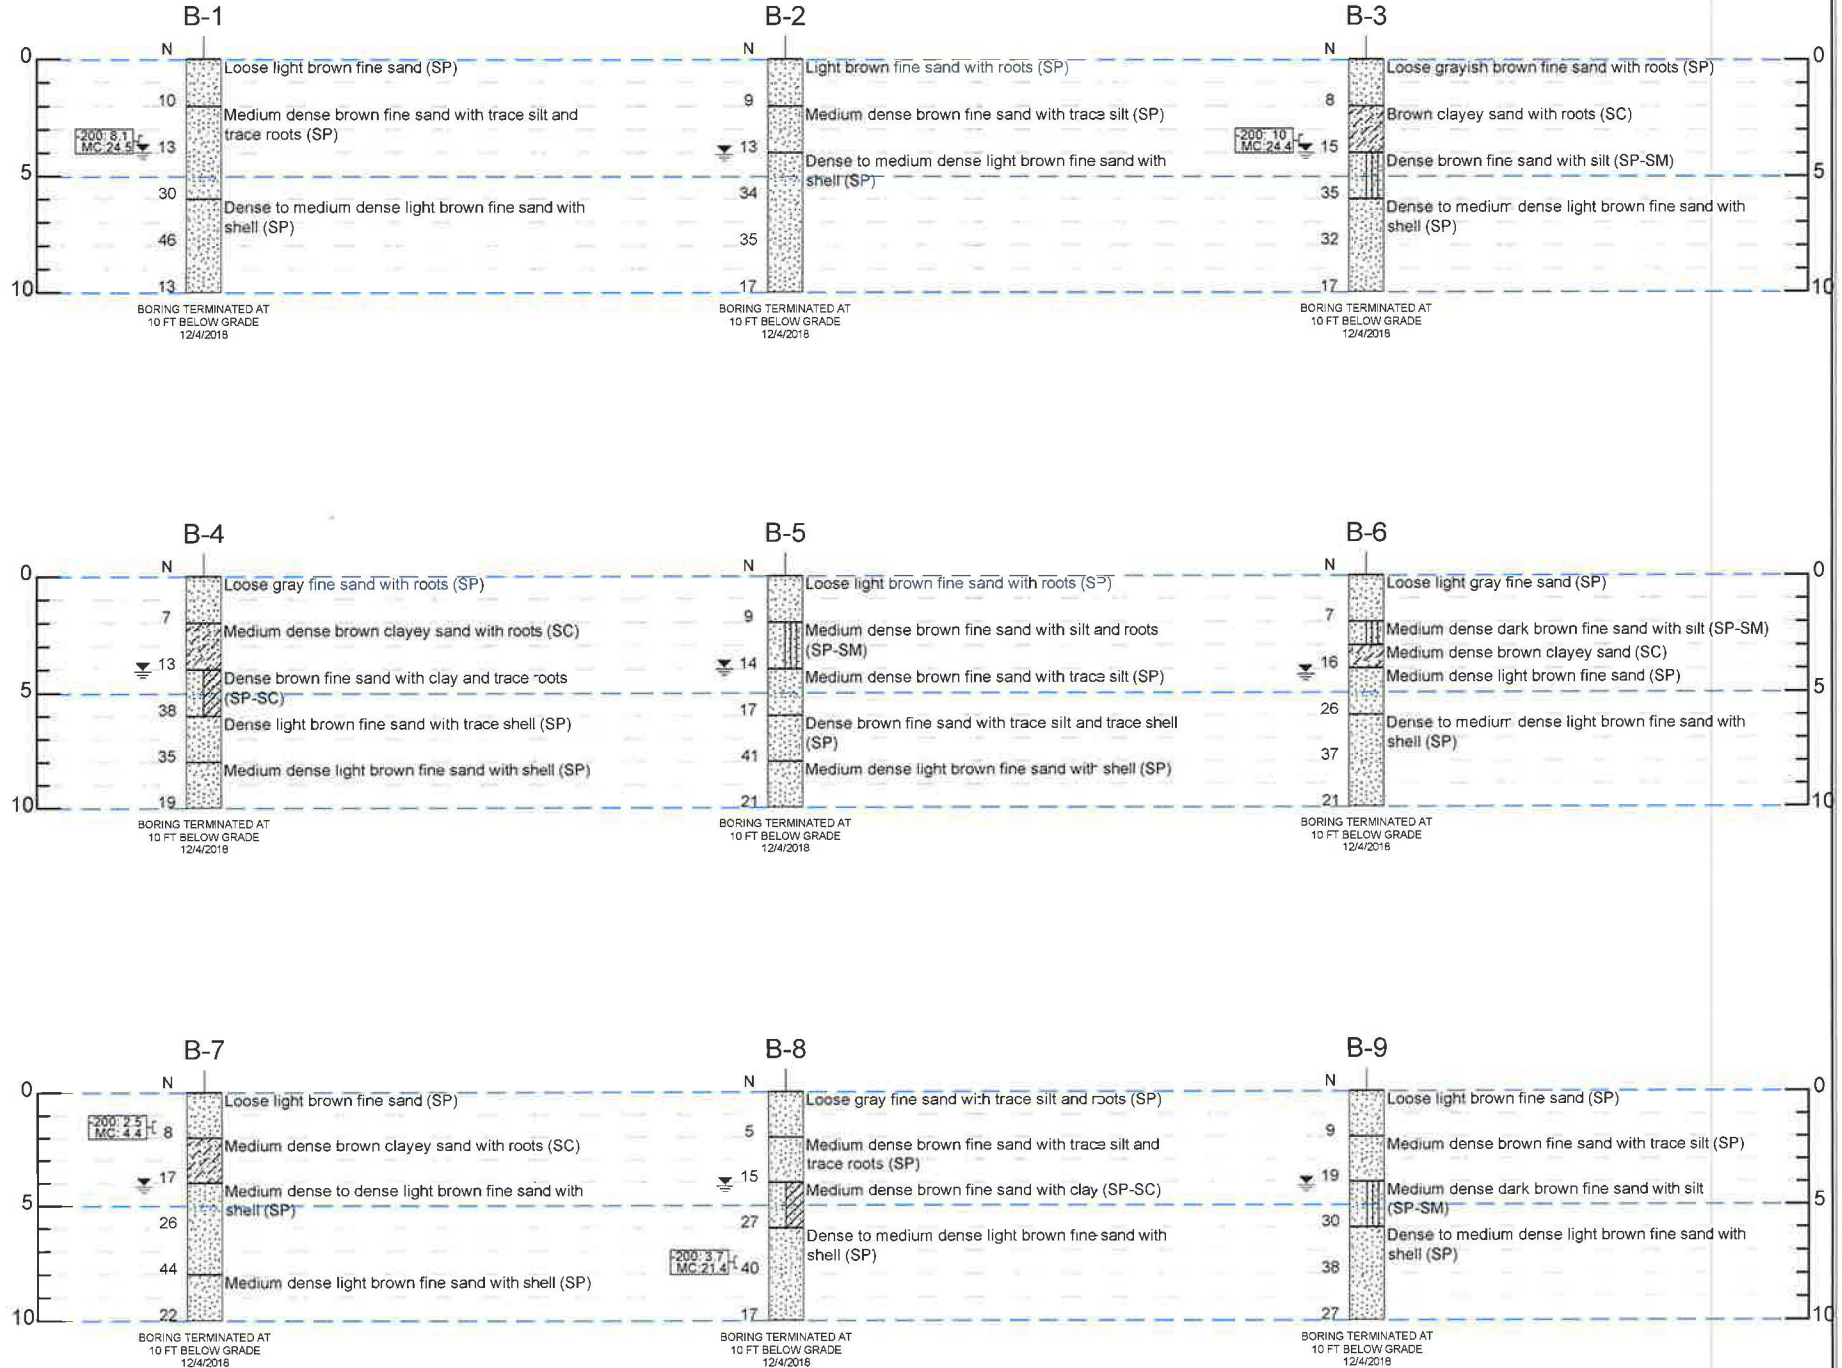 B-1
B-2
B-3
N
N
N
0
0
Loose light brown fine sand (SP)
Light brown fine sand with roots (SP)
Loose grayish brown fine sand with roots (SP)
10
9
8
Medium dense brown fine sand with trace silt and
trace roots (SP)
Medium dense brown fine sand with trace silt (SP)
Brown clayey sand with roots (SC)
-200: 8.1
MC:24.5
13
13
-200: 10
MC:24.4
15
Dense to medium dense light brown fine sand with
shell (SP)
Dense brown fine sand with silt (SP-SM)
5
5
30
34
35
Dense to medium dense light brown fine sand with
shell (SP)
Dense to medium dense light brown fine sand with
shell (SP)
46
35
32
10
13
17
17
10
BORING TERMINATED AT
10 FT BELOW GRADE
12/4/2018
BORING TERMINATED AT
10 FT BELOW GRADE
12/4/2018
BORING TERMINATED AT
10 FT BELOW GRADE
12/4/2018
B-4
B-5
B-6
N
N
N
0
0
Loose gray fine sand with roots (SP)
Loose light brown fine sand with roots (SP)
Loose light gray fine sand (SP)
7
9
7
Medium dense brown clayey sand with roots (SC)
Medium dense brown fine sand with silt and roots
(SP-SM)
Medium dense dark brown fine sand with silt (SP-SM)
Medium dense brown clayey sand (SC)
13
14
16
Dense brown fine sand with clay and trace roots
(SP-SC)
Medium dense brown fine sand with trace silt (SP)
Medium dense light brown fine sand (SP)
5
5
38
17
26
Dense light brown fine sand with trace shell (SP)
Dense brown fine sand with trace silt and trace shell
(SP)
Dense to medium dense light brown fine sand with
shell (SP)
35
41
37
Medium dense light brown fine sand with shell (SP)
Medium dense light brown fine sand with shell (SP)
10
19
21
21
10
BORING TERMINATED AT
10 FT BELOW GRADE
12/4/2018
BORING TERMINATED AT
10 FT BELOW GRADE
12/4/2018
BORING TERMINATED AT
10 FT BELOW GRADE
12/4/2018
B-7
B-8
B-9
N
N
N
0
0
Loose light brown fine sand (SP)
Loose gray fine sand with trace silt and roots (SP)
Loose light brown fine sand (SP)
-200: 2.5
MC: 4.4
8
5
9
Medium dense brown clayey sand with roots (SC)
Medium dense brown fine sand with trace silt and
trace roots (SP)
Medium dense brown fine sand with trace silt (SP)
17
15
19
Medium dense to dense light brown fine sand with
shell (SP)
Medium dense brown fine sand with clay (SP-SC)
Medium dense dark brown fine sand with silt
(SP-SM)
5
5
26
27
30
Dense to medium dense light brown fine sand with
shell (SP)
Dense to medium dense light brown fine sand with
shell (SP)
44
-200: 3.7
MC:21.4
40
38
Medium dense light brown fine sand with shell (SP)
10
22
17
27
10
BORING TERMINATED AT
10 FT BELOW GRADE
12/4/2018
BORING TERMINATED AT
10 FT BELOW GRADE
12/4/2018
BORING TERMINATED AT
10 FT BELOW GRADE
12/4/2018